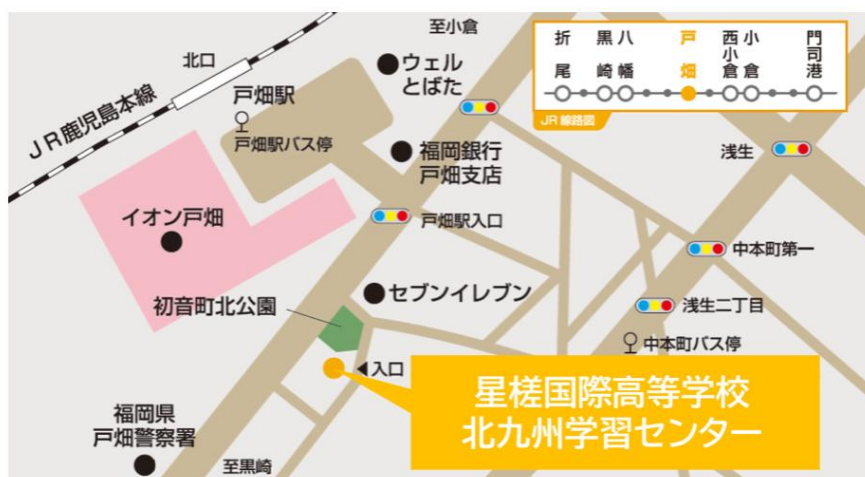 至小倉
北口
ウェル
とばた
戸畑駅
JR鹿児島本線
戸畑駅バス停
福岡銀行
戸畑支店
折尾
黒崎
八幡
戸畑
西小倉
小倉
門司港
JR線路図
浅生
イオン戸畑
戸畑駅入口
中本町第一
初音町北公園
セブンイレブン
浅生二丁目
中本町バス停
入口
星槎国際高等学校
北九州学習センター
福岡県
戸畑警察署
至黒崎